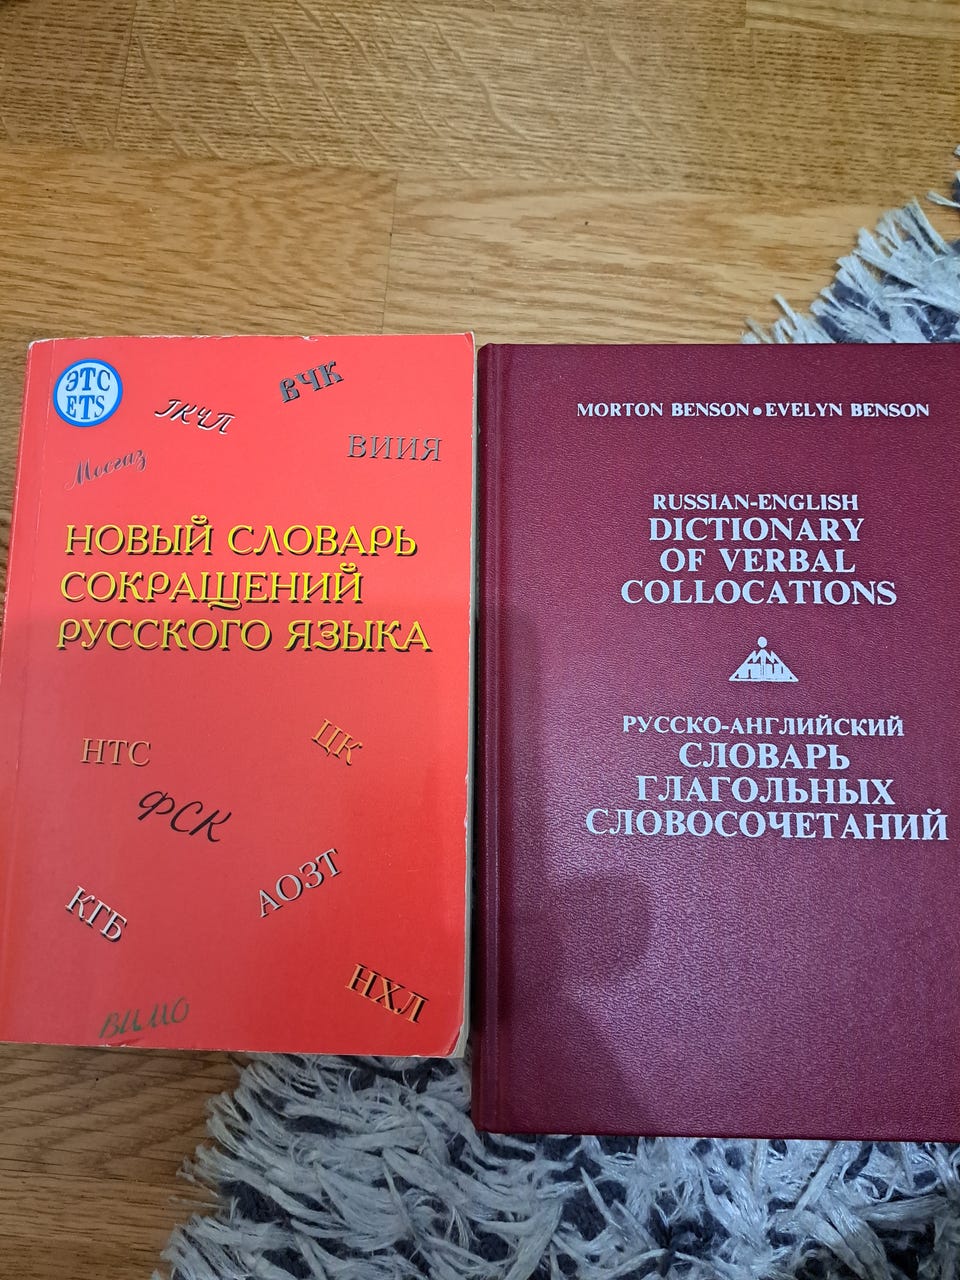 ЭТС
ETS
ГКЧП
ВЧК
ВИИЯ
Мосгаз
НОВЫЙ СЛОВАРЬ
СОКРАЩЕНИЙ
РУССКОГО ЯЗЫКА
НТС
ЦК
ФСК
АОЗТ
КГБ
НХЛ
ВИМО
MORTON BENSON • EVELYN BENSON
RUSSIAN-ENGLISH
DICTIONARY
OF VERBAL
COLLOCATIONS
РУССКО-АНГЛИЙСКИЙ
СЛОВАРЬ
ГЛАГОЛЬНЫХ
СЛОВОСОЧЕТАНИЙ